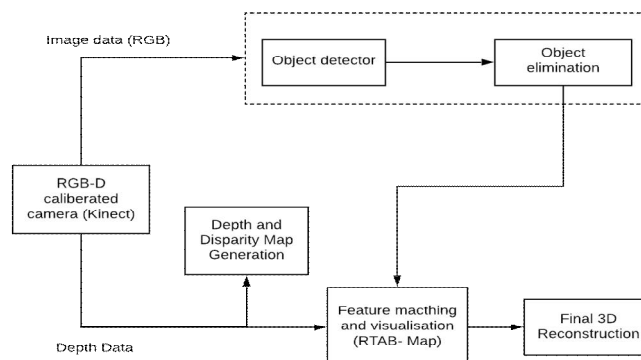 Image data (RGB)
Object detector
Object
elimination
RGB-D
caliberated
camera (Kinect)
Depth and
Disparity Map
Generation
Feature macthing
and visualisation
(RTAB- Map)
Final 3D
Reconstruction
Depth Data